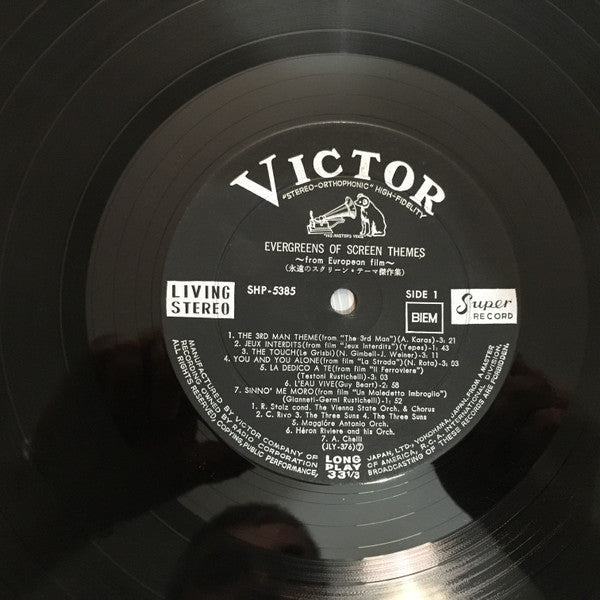 VICTOR
"STEREO-ORTHOPHONIC" HIGH-FIDELITY
"HIS MASTER'S VOICE"
EVERGREENS OF SCREEN THEMES
～from European film～
(永遠のスクリーン・テーマ傑作集)
LIVING
STEREO
SHP-5385
SIDE 1
BIEM
Super
RECORD
1. THE 3RD MAN THEME(from "The 3rd Man")(A. Karas)-3: 21
2. JEUX INTERDITS(from film "Jeux Interdits")(Yepes)-1: 43
3. THE TOUCH(Le Grisbi)(N. Ginbell-J. Weiner)-3: 11
4. YOU AND YOU ALONE(from film "La Strada")(N. Rota)-3: 03
5. LA DEDICO A TE(from film "Il Ferroviere")
(Testoni Rustichelli)-3: 03
6. L'EAU VIVE(Guy Beart)-2: 58
7. SINNO' ME MORO(from film "Un Maledetto Imbroglio")
(Gianneti-Germi Rustichelli)-1: 52
1. R. Stolz cond. The Vienna State Orch. & Chorus
2. C. Rivo 3. The Three Suns 4. The Three Suns
5. Maggiōre Antonio Orch.
6. Héron Riviere and his Orch.
7. A. Chelli
(JLY-376)⑦
LONG
PLAY
33 1/3
MANUFACTURED BY VICTOR COMPANY OF JAPAN, LTD., YOKOHAMA, JAPAN, FROM A MASTER
RECORDING OWNED BY RADIO CORPORATION OF AMERICA, R.C.A. INTERNATIONAL DIVISION.
ALL RIGHTS RESERVED COPYING PUBLIC PERFORMANCE, BROADCASTING OF THESE RECORDS ARE FORBIDDEN.